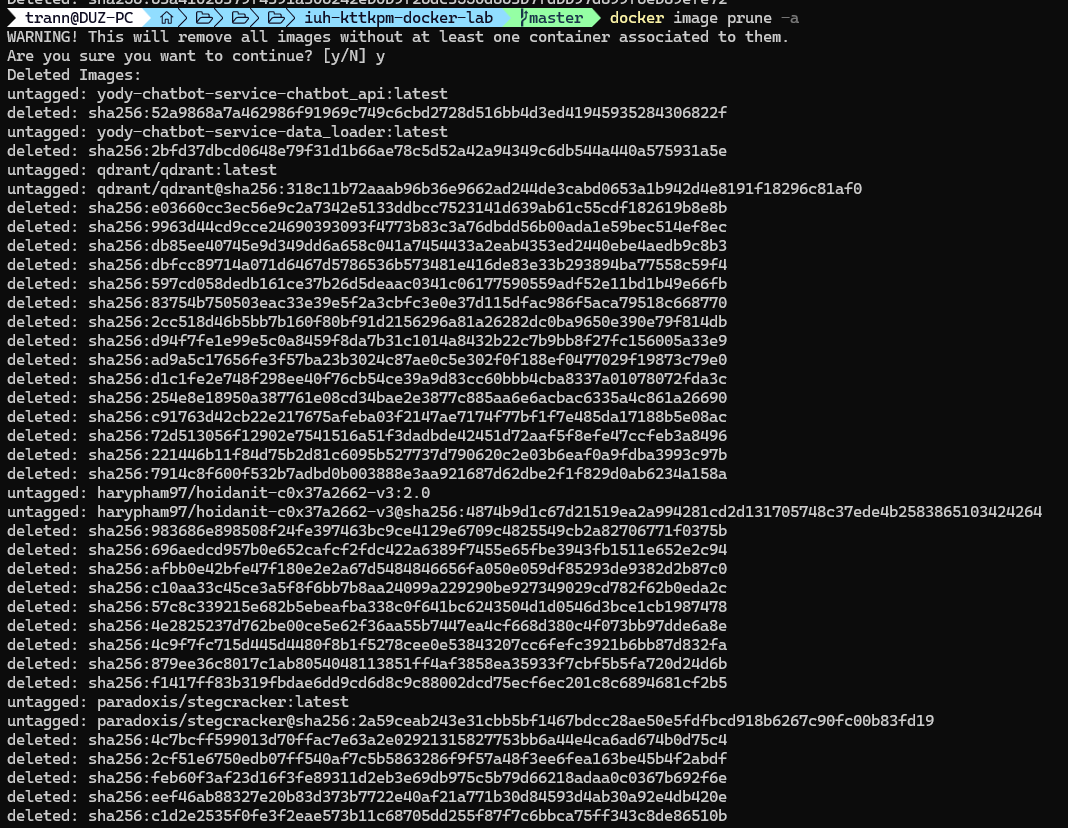 trann@DUZ-PC iuh-kttkpm-docker-lab master docker image prune -a
WARNING! This will remove all images without at least one container associated to them.
Are you sure you want to continue? [y/N] y
Deleted Images:
untagged: yody-chatbot-service-chatbot_api:latest
deleted: sha256:52a9868a7a462986f91969c749c6cbd2728d516bb4d3ed41945935284306822f
untagged: yody-chatbot-service-data_loader:latest
deleted: sha256:2bfd37dbcd0648e79f31d1b66ae78c5d52a42a94349c6db544a440a575931a5e
untagged: qdrant/qdrant:latest
untagged: qdrant/qdrant@sha256:318c11b72aaab96b36e9662ad244de3cabd0653a1b942d4e8191f18296c81af0
deleted: sha256:e03660cc3ec56e9c2a7342e5133ddbcc7523141d639ab61c55cdf182619b8e8b
deleted: sha256:9963d44cd9cce24690393093f4773b83c3a76dbdd56b00ada1e59bec514ef8ec
deleted: sha256:db85ee40745e9d349dd6a658c041a7454433a2eab4353ed2440ebe4aedb9c8b3
deleted: sha256:dbfcc89714a071d6467d5786536b573481e416de83e33b293894ba77558c59f4
deleted: sha256:597cd058dedb161ce37b26d5deaac0341c06177590559adf52e11bd1b49e66fb
deleted: sha256:83754b750503eac33e39e5f2a3cbfc3e0e37d115dfac986f5aca79518c668770
deleted: sha256:2cc518d46b5bb7b160f80bf91d2156296a81a26282dc0ba9650e390e79f814db
deleted: sha256:d94f7fe1e99e5c0a8459f8da7b31c1014a8432b22c7b9bb8f27fc156005a33e9
deleted: sha256:ad9a5c17656fe3f57ba23b3024c87ae0c5e302f0f188ef0477029f19873c79e0
deleted: sha256:d1c1fe2e748f298ee40f76cb54ce39a9d83cc60bbb4cba8337a01078072fda3c
deleted: sha256:254e8e18950a387761e08cd34bae2e3877c885aa6e6acbac6335a4c861a26690
deleted: sha256:c91763d42cb22e217675afeba03f2147ae7174f77bf1f7e485da17188b5e08ac
deleted: sha256:72d513056f12902e7541516a51f3dadbde42451d72aaf5f8efe47ccfeb3a8496
deleted: sha256:221446b11f84d75b2d81c6095b527737d790620c2e03b6eaf0a9fdba3993c97b
deleted: sha256:7914c8f600f532b7adbd0b003888e3aa921687d62dbe2f1f829d0ab6234a158a
untagged: harypham97/hoidanit-c0x37a2662-v3:2.0
untagged: harypham97/hoidanit-c0x37a2662-v3@sha256:4874b9d1c67d21519ea2a994281cd2d131705748c37ede4b2583865103424264
deleted: sha256:983686e898508f24fe397463bc9ce4129e6709c4825549cb2a82706771f0375b
deleted: sha256:696aedcd957b0e652cafcf2fdc422a6389f7455e65fbe3943fb1511e652e2c94
deleted: sha256:afbb0e42bfe47f180e2e2a67d5484846656fa050e059df85293de9382d2b87c0
deleted: sha256:c10aa33c45ce3a5f8f6bb7b8aa24099a229290be927349029cd782f62b0eda2c
deleted: sha256:57c8c339215e682b5ebeafba338c0f641bc6243504d1d0546d3bce1cb1987478
deleted: sha256:4e2825237d762be00ce5e62f36aa55b7447ea4cf668d380c4f073bb97dde6a8e
deleted: sha256:4c9f7fc715d445d4480f8b1f5278cee0e53843207cc6fefc3921b6bb87d832fa
deleted: sha256:879ee36c8017c1ab8054048113851ff4af3858ea35933f7cbf5b5fa720d24d6b
deleted: sha256:f1417ff83b319fbdae6dd9cd6d8c9c88002dcd75ecf6ec201c8c6894681cf2b5
untagged: paradoxis/stegcracker:latest
untagged: paradoxis/stegcracker@sha256:2a59ceab243e31cbb5bf1467bdcc28ae50e5fdfbcd918b6267c90fc00b83fd19
deleted: sha256:4c7bcff599013d70ffac7e63a2e02921315827753bb6a44e4ca6ad674b0d75c4
deleted: sha256:2cf51e6750edb07ff540af7c5b5863286f9f57a48f3ee6fea163be45b4f2abdf
deleted: sha256:feb60f3af23d16f3fe89311d2eb3e69db975c5b79d66218adaa0c0367b692f6e
deleted: sha256:eef46ab88327e20b83d373b7722e40af21a771b30d84593d4ab30a92e4db420e
deleted: sha256:c1d2e2535f0fe3f2eae573b11c68705dd255f87f7c6bbca75ff343c8de86510b